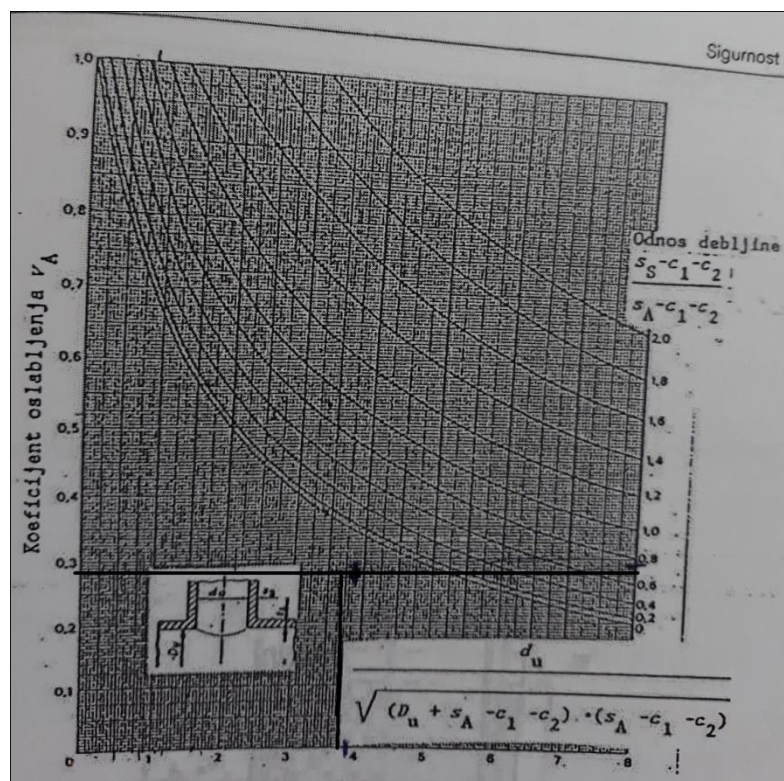 Sigurnost
1,0
0,9
0,8
0,7
0,6
0,5
0,4
0,3
0,2
0,1
0
Koeficijent oslabljenja v_A
Odnos debljine
s_S -c_1 -c_2
s_A -c_1 -c_2
2,0
1,8
1,6
1,4
1,2
1,0
0,8
0,6
0,4
0,2
0
d_u
√(D_u + s_A -c_1 -c_2) · (s_A -c_1 -c_2)
1 2 3 4 5 6 7 8